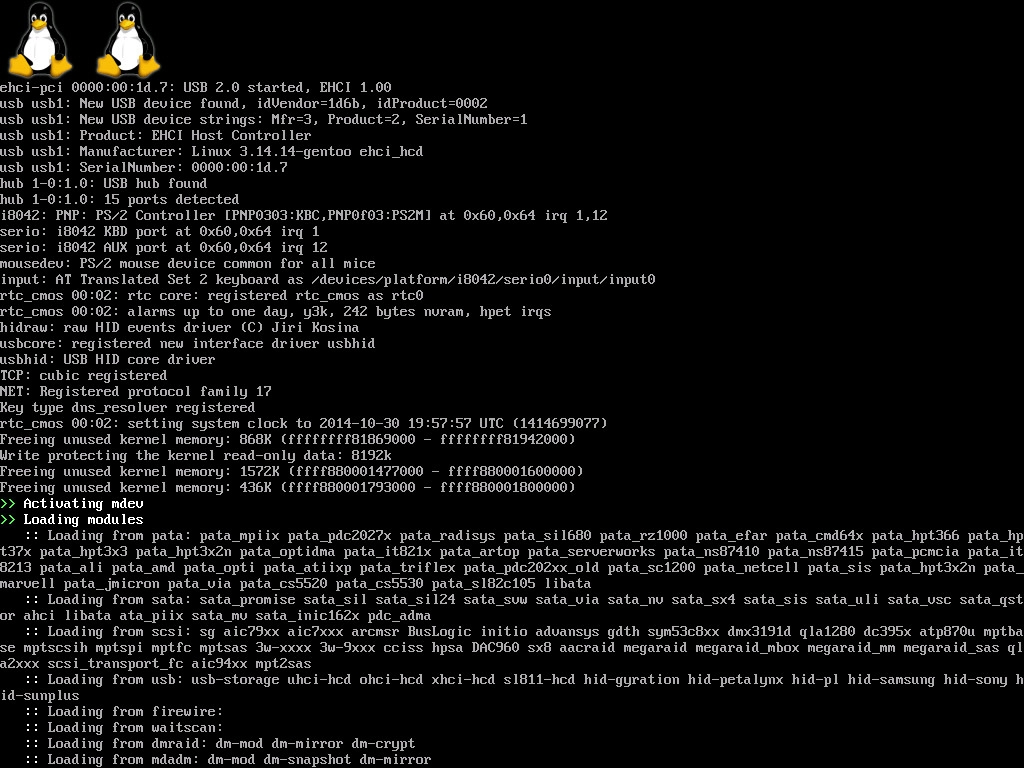 ehci-pci 0000:00:1d.7: USB 2.0 started, EHCI 1.00
usb usb1: New USB device found, idVendor=1d6b, idProduct=0002
usb usb1: New USB device strings: Mfr=3, Product=2, SerialNumber=1
usb usb1: Product: EHCI Host Controller
usb usb1: Manufacturer: Linux 3.14.14-gentoo ehci_hcd
usb usb1: SerialNumber: 0000:00:1d.7
hub 1-0:1.0: USB hub found
hub 1-0:1.0: 15 ports detected
i8042: PNP: PS/2 Controller [PNP0303:KBC,PNP0f03:PS2M] at 0x60,0x64 irq 1,12
serio: i8042 KBD port at 0x60,0x64 irq 1
serio: i8042 AUX port at 0x60,0x64 irq 12
mousedev: PS/2 mouse device common for all mice
input: AT Translated Set 2 keyboard as /devices/platform/i8042/serio0/input/input0
rtc_cmos 00:02: rtc core: registered rtc_cmos as rtc0
rtc_cmos 00:02: alarms up to one day, y3k, 242 bytes nvram, hpet irqs
hidraw: raw HID events driver (C) Jiri Kosina
usbcore: registered new interface driver usbhid
usbhid: USB HID core driver
TCP: cubic registered
NET: Registered protocol family 17
Key type dns_resolver registered
rtc_cmos 00:02: setting system clock to 2014-10-30 19:57:57 UTC (1414699077)
Freeing unused kernel memory: 868K (ffffffff81869000 - ffffffff81942000)
Write protecting the kernel read-only data: 8192k
Freeing unused kernel memory: 1572K (ffff880001477000 - ffff880001600000)
Freeing unused kernel memory: 436K (ffff880001793000 - ffff880001800000)
>> Activating mdev
>> Loading modules
:: Loading from pata: pata_mpiix pata_pdc2027x pata_radisys pata_sil680 pata_rz1000 pata_efar pata_cmd64x pata_hpt366 pata_hp
t37x pata_hpt3x3 pata_hpt3x2n pata_optidma pata_it821x pata_artop pata_serverworks pata_ns87410 pata_ns87415 pata_pcmcia pata_it
8213 pata_ali pata_amd pata_opti pata_atiixp pata_triflex pata_pdc202xx_old pata_sc1200 pata_netcell pata_sis pata_hpt3x2n pata_
marvell pata_jmicron pata_via pata_cs5520 pata_cs5530 pata_sl82c105 libata
:: Loading from sata: sata_promise sata_sil sata_sil24 sata_svw sata_via sata_nv sata_sx4 sata_sis sata_uli sata_vsc sata_qst
or ahci libata ata_piix sata_mv sata_inic162x pdc_adma
:: Loading from scsi: sg aic79xx aic7xxx arcmsr BusLogic initio advansys gdth sym53c8xx dmx3191d qla1280 dc395x atp870u mptba
se mptscsih mptspi mptfc mptsas 3w-xxxx 3w-9xxx cciss hpsa DAC960 sx8 aacraid megaraid megaraid_mbox megaraid_mm megaraid_sas ql
a2xxx scsi_transport_fc aic94xx mpt2sas
:: Loading from usb: usb-storage uhci-hcd ohci-hcd xhci-hcd sl811-hcd hid-gyration hid-petalynx hid-pl hid-samsung hid-sony h
id-sunplus
:: Loading from firewire:
:: Loading from waitscan:
:: Loading from dmraid: dm-mod dm-mirror dm-crypt
:: Loading from mdadm: dm-mod dm-snapshot dm-mirror